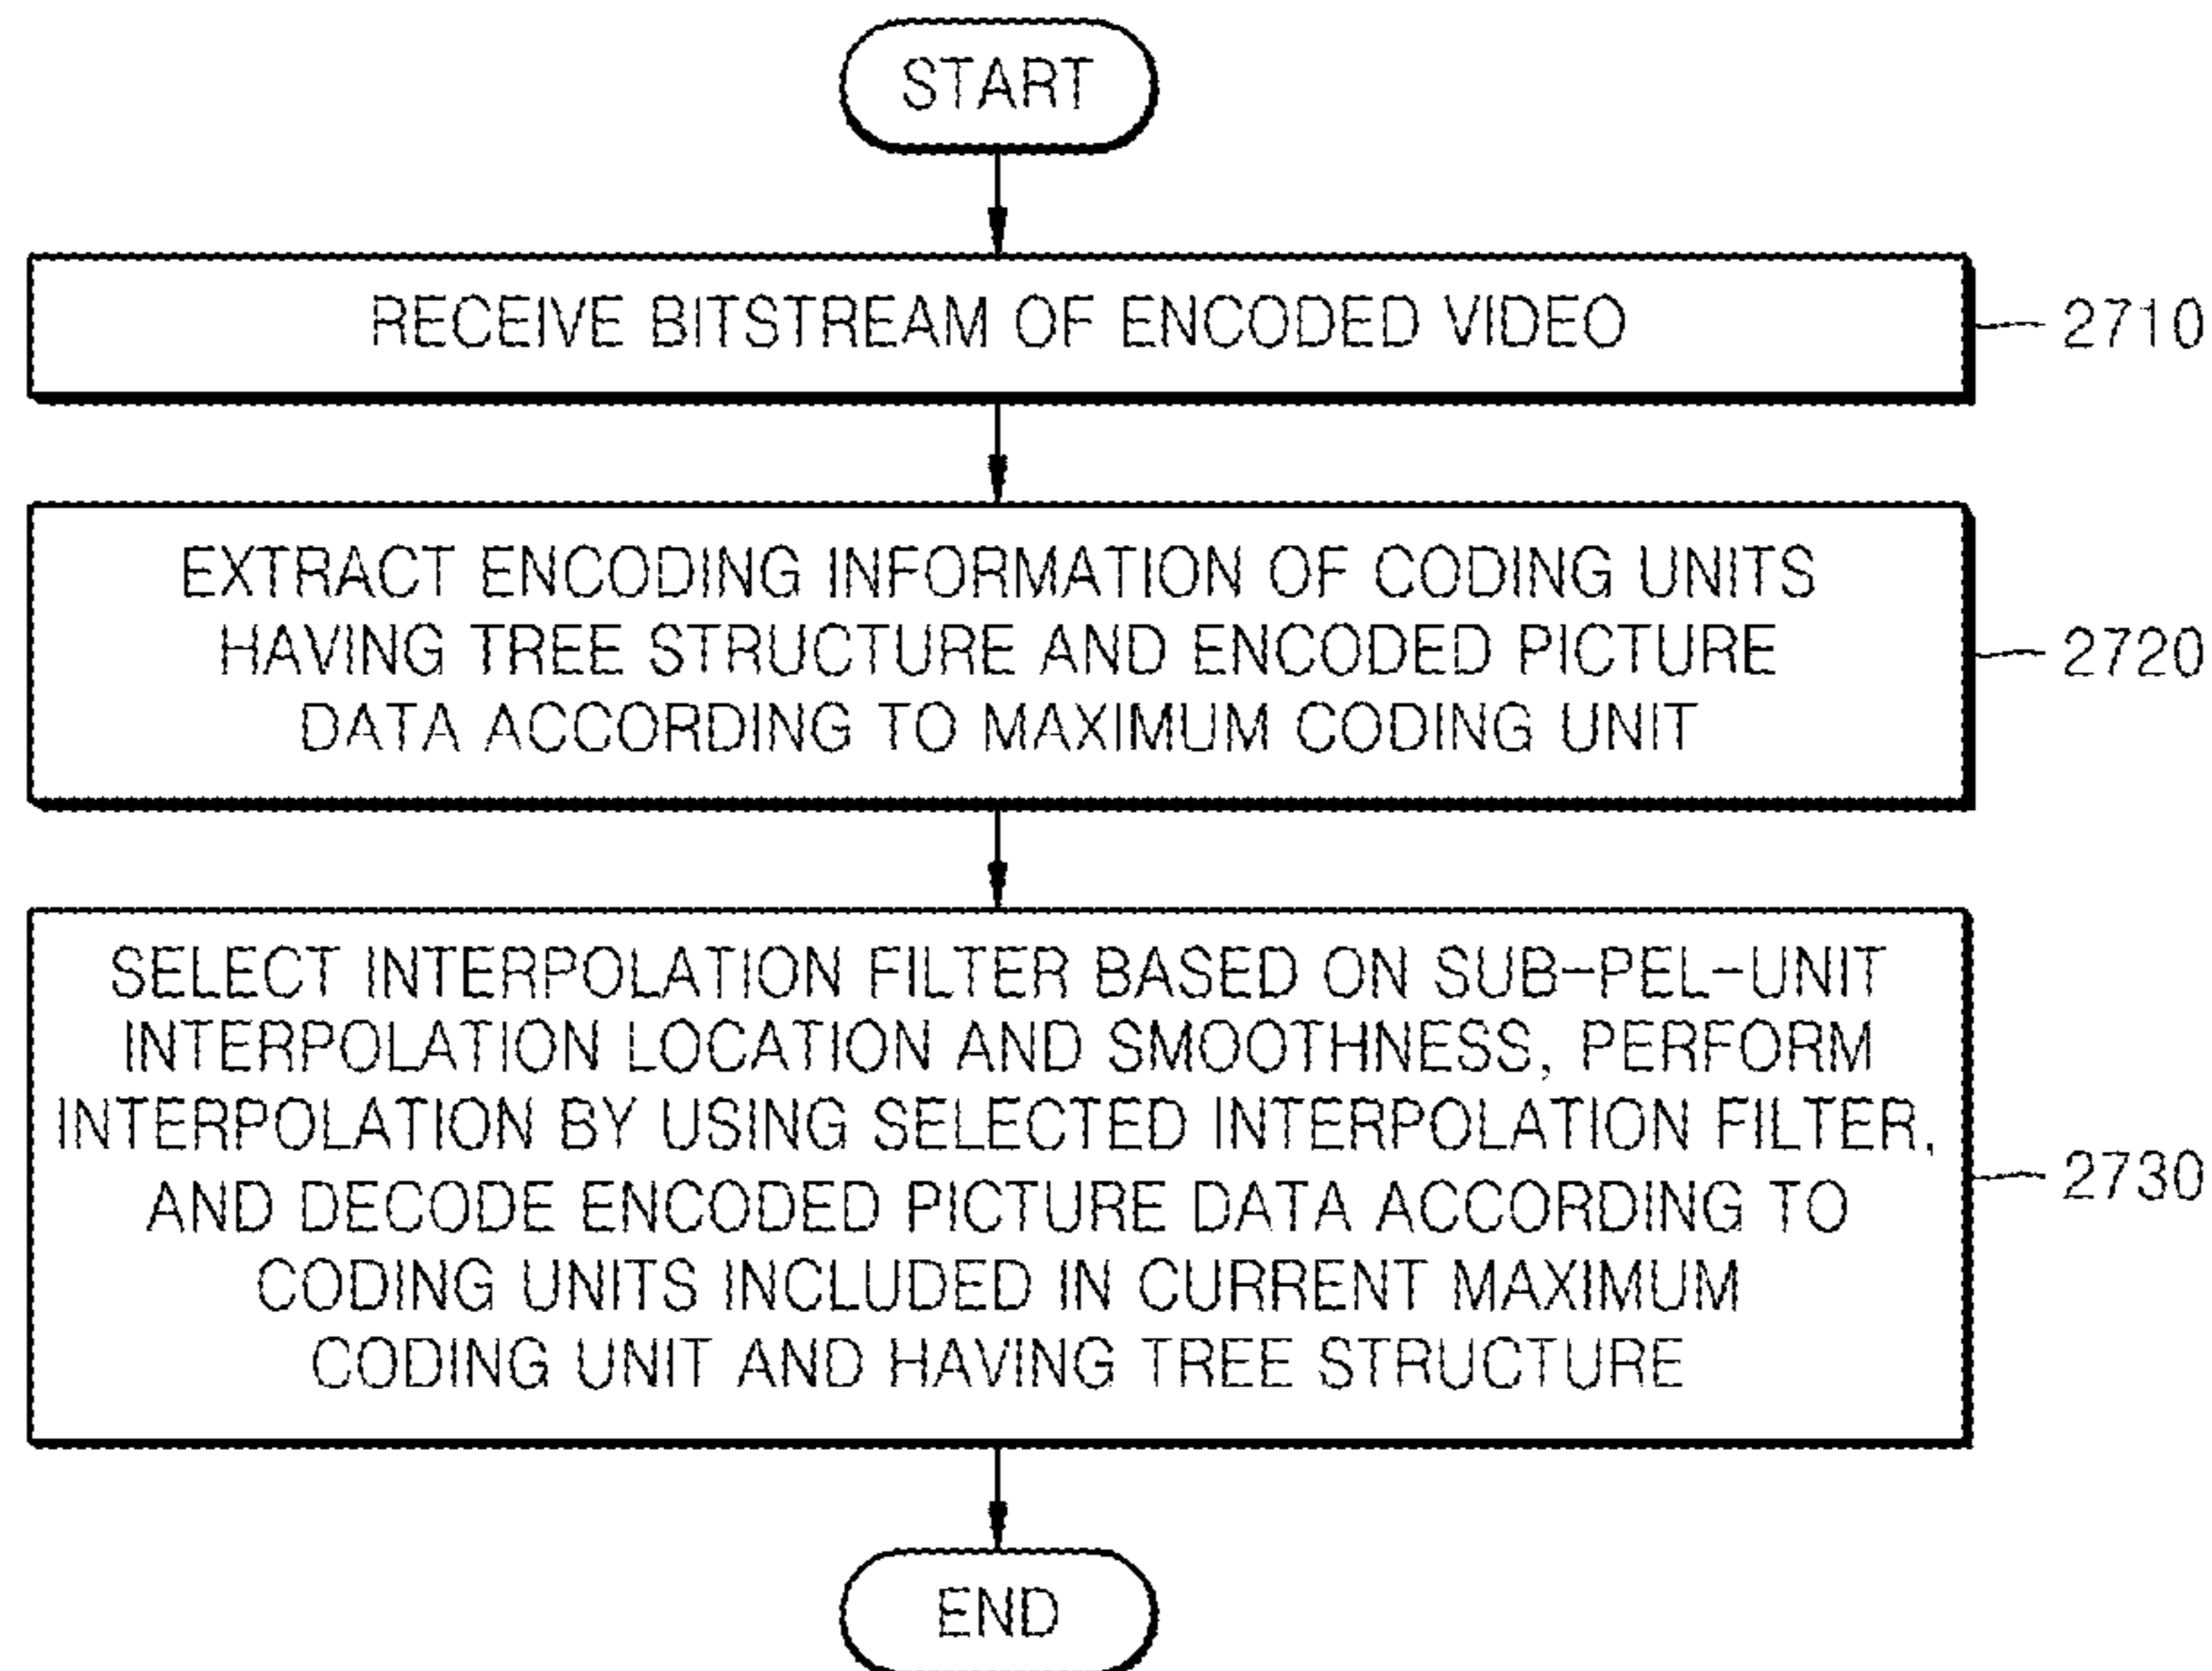 START
RECEIVE BITSTREAM OF ENCODED VIDEO
2710
EXTRACT ENCODING INFORMATION OF CODING UNITS
HAVING TREE STRUCTURE AND ENCODED PICTURE
DATA ACCORDING TO MAXIMUM CODING UNIT
2720
SELECT INTERPOLATION FILTER BASED ON SUB-PEL-UNIT
INTERPOLATION LOCATION AND SMOOTHNESS, PERFORM
INTERPOLATION BY USING SELECTED INTERPOLATION FILTER,
AND DECODE ENCODED PICTURE DATA ACCORDING TO
CODING UNITS INCLUDED IN CURRENT MAXIMUM
CODING UNIT AND HAVING TREE STRUCTURE
2730
END